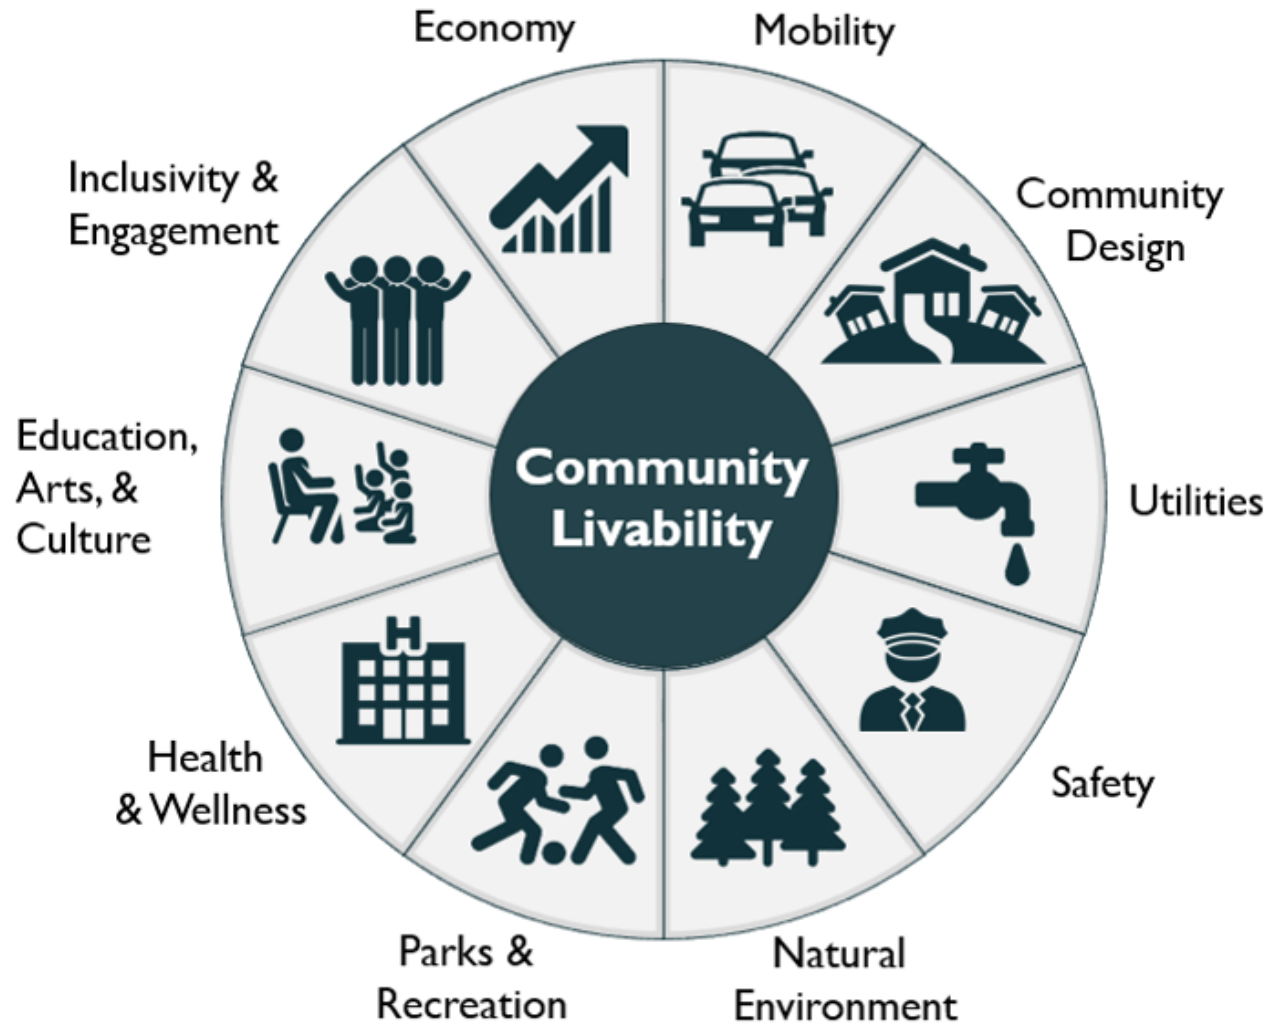 Economy
Mobility
Inclusivity &
Engagement
Community
Design
Education,
Arts, &
Culture
Community
Livability
Utilities
Health
& Wellness
Safety
Parks &
Recreation
Natural
Environment
H